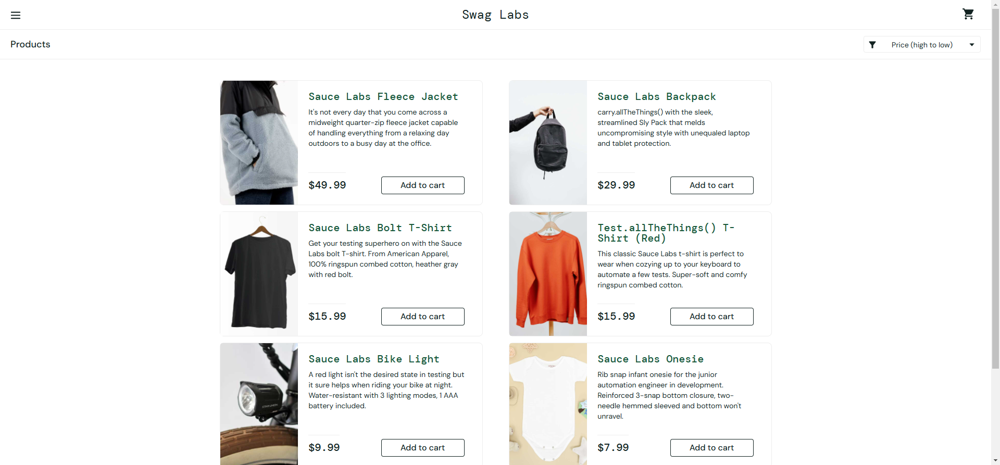 Swag Labs
Products
Price (high to low)
Sauce Labs Fleece Jacket
It's not every day that you come across a
midweight quarter-zip fleece jacket capable
of handling everything from a relaxing day
outdoors to a busy day at the office.
$49.99
Add to cart
Sauce Labs Backpack
carry.allTheThings() with the sleek,
streamlined Sly Pack that melds
uncompromising style with unequaled laptop
and tablet protection.
$29.99
Add to cart
Sauce Labs Bolt T-Shirt
Get your testing superhero on with the Sauce
Labs bolt T-shirt. From American Apparel,
100% ringspun combed cotton, heather gray
with red bolt.
$15.99
Add to cart
Test.allTheThings() T-
Shirt (Red)
This classic Sauce Labs t-shirt is perfect to
wear when cozying up to your keyboard to
automate a few tests. Super-soft and comfy
ringspun combed cotton.
$15.99
Add to cart
Sauce Labs Bike Light
A red light isn't the desired state in testing but
it sure helps when riding your bike at night.
Water-resistant with 3 lighting modes, 1 AAA
battery included.
$9.99
Add to cart
STAR UNION
Sauce Labs Onesie
Rib snap infant onesie for the junior
automation engineer in development.
Reinforced 3-snap bottom closure, two-
needle hemmed sleeved and bottom won't
unravel.
$7.99
Add to cart